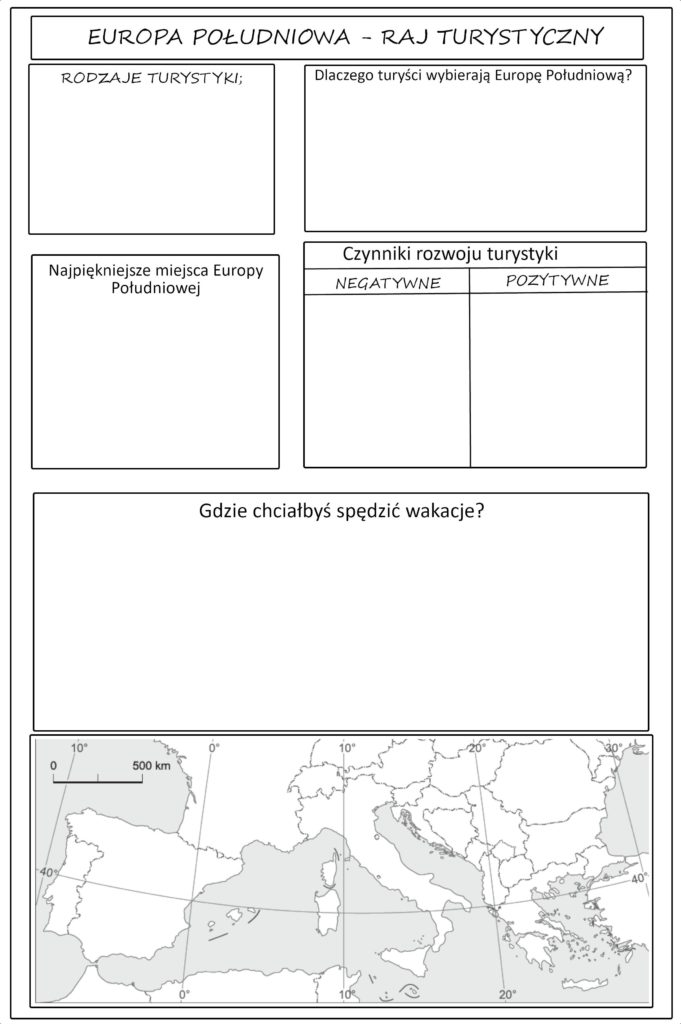 EUROPA POŁUDNIOWA - RAJ TURYSTYCZNY
RODZAJE TURYSTYKI;
Dlaczego turyści wybierają Europę Południową?
Najpiękniejsze miejsca Europy
Południowej
Czynniki rozwoju turystyki
NEGATYWNE
POZYTYWNE
Gdzie chciałbyś spędzić wakacje?
10° 0° 10° 20° 30°
0 500 km
40° 40°
0° 10° 20°